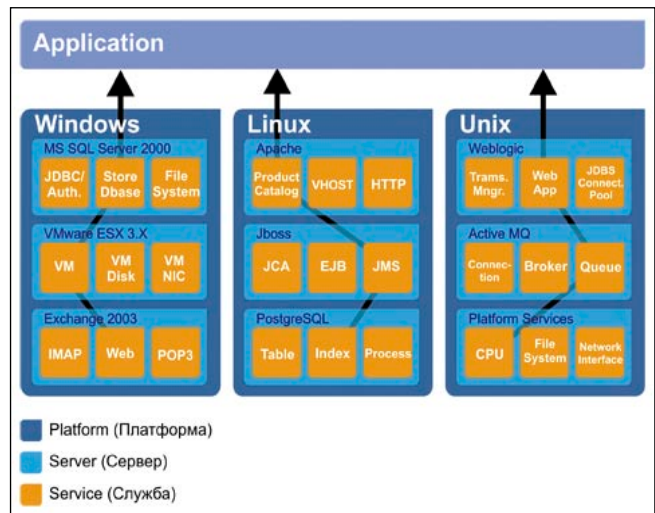 Application
Windows
MS SQL Server 2000
JDBC/
Auth.
Store
Dbase
File
System
VMware ESX 3.X
VM
VM
Disk
VM
NIC
Exchange 2003
IMAP
Web
POP3
Linux
Apache
Product
Catalog
VHOST
HTTP
Jboss
JCA
EJB
JMS
PostgreSQL
Table
Index
Process
Unix
Weblogic
Trams.
Mngr.
Web
App
JDBS
Connect.
Pool
Active MQ
Connec-
tion
Broker
Queue
Platform Services
CPU
File
System
Network
Interface
Platform (Платформа)
Server (Сервер)
Service (Служба)